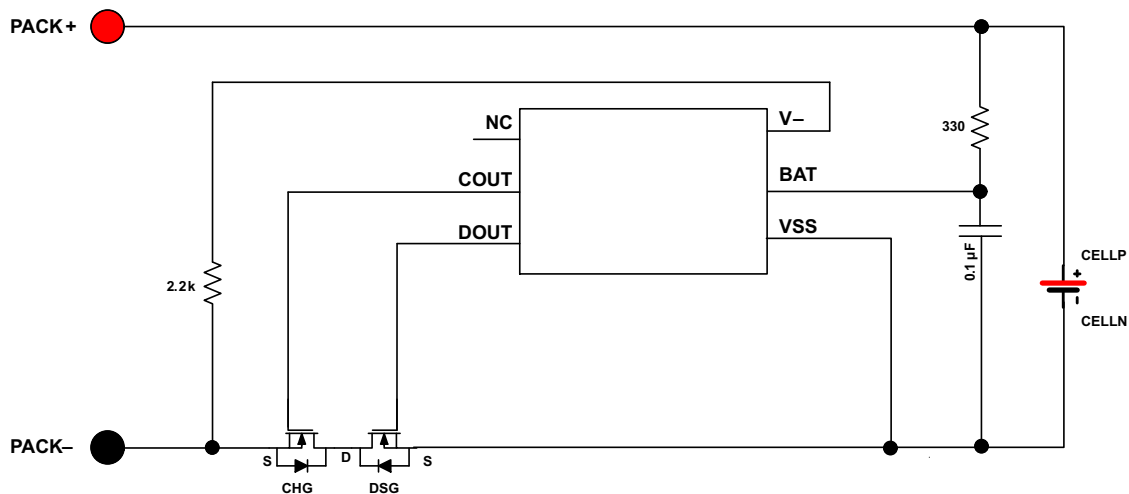 PACK+
NC
V–
330
COUT
BAT
DOUT
VSS
0.1 µF
CELLP
+
2.2k
-
CELLN
PACK–
S
D
S
CHG
DSG